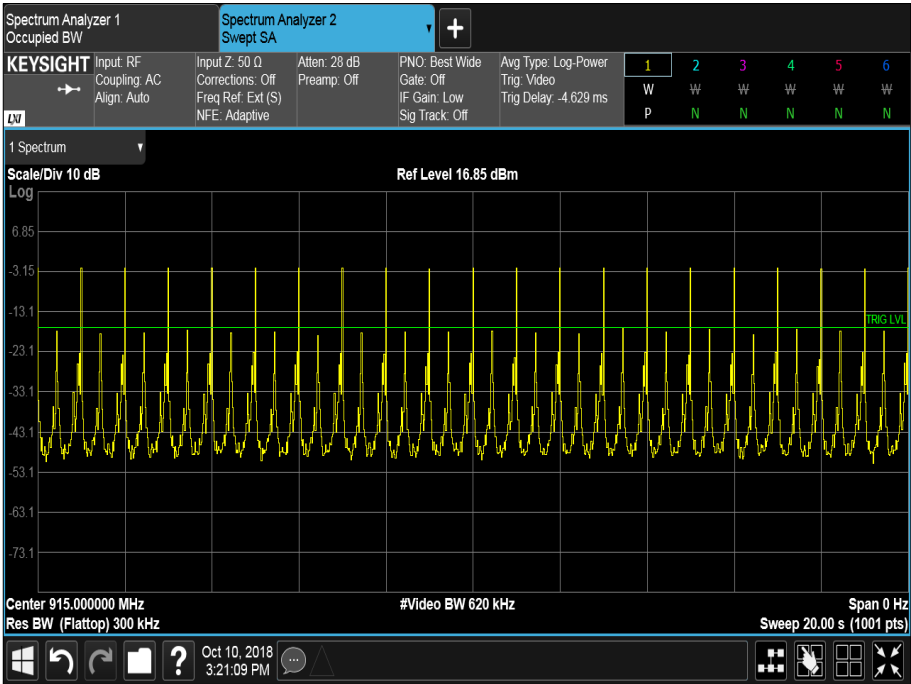 Spectrum Analyzer 1
Occupied BW
Spectrum Analyzer 2
Swept SA
KEYSIGHT
LXI
Input: RF
Coupling: AC
Align: Auto
Input Z: 50 Ω
Corrections: Off
Freq Ref: Ext (S)
NFE: Adaptive
Atten: 28 dB
Preamp: Off
PNO: Best Wide
Gate: Off
IF Gain: Low
Sig Track: Off
Avg Type: Log-Power
Trig: Video
Trig Delay: -4.629 ms
1 2 3 4 5 6
W W W W W W
P N N N N N
1 Spectrum
Scale/Div 10 dB
Ref Level 16.85 dBm
Log
6.85
-3.15
-13.1
TRIG LVL
-23.1
-33.1
-43.1
-53.1
-63.1
-73.1
Center 915.000000 MHz
#Video BW 620 kHz
Span 0 Hz
Res BW (Flattop) 300 kHz
Sweep 20.00 s (1001 pts)
?
Oct 10, 2018
3:21:09 PM